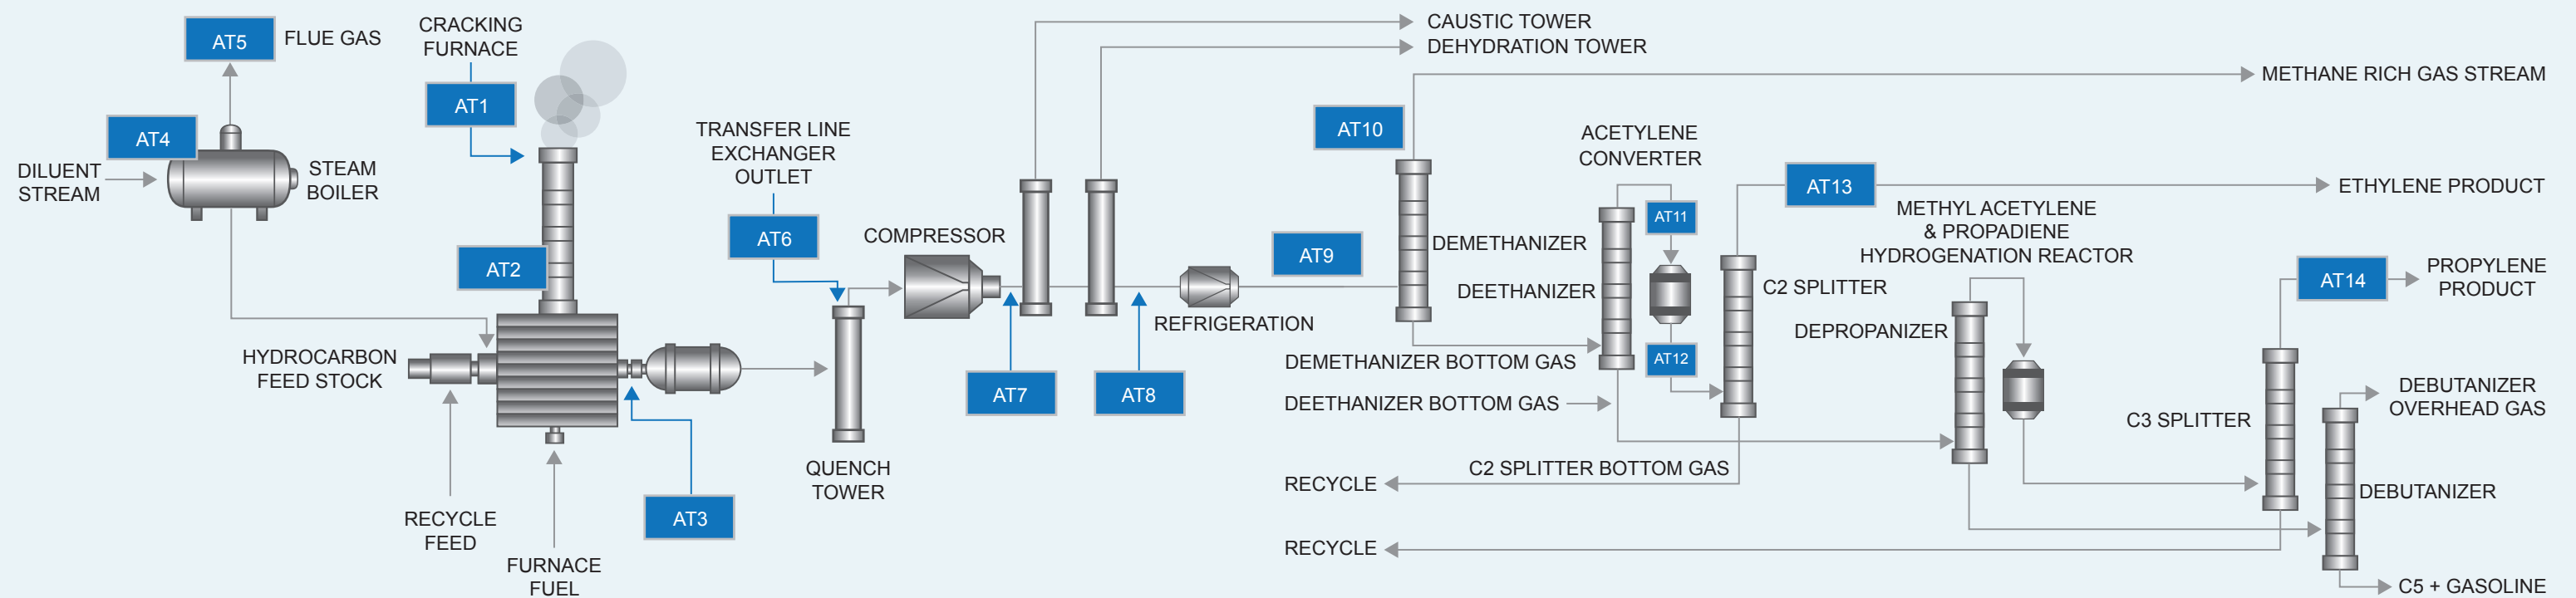 AT5
FLUE GAS
AT4
DILUENT
STREAM
STEAM
BOILER
CRACKING
FURNACE
AT1
AT2
HYDROCARBON
FEED STOCK
RECYCLE
FEED
FURNACE
FUEL
AT3
TRANSFER LINE
EXCHANGER
OUTLET
AT6
QUENCH
TOWER
COMPRESSOR
AT7
AT8
CAUSTIC TOWER
DEHYDRATION TOWER
REFRIGERATION
AT9
AT10
METHANE RICH GAS STREAM
DEMETHANIZER
DEETHANIZER
DEMETHANIZER BOTTOM GAS
DEETHANIZER BOTTOM GAS
ACETYLENE
CONVERTER
AT11
AT12
C2 SPLITTER
C2 SPLITTER BOTTOM GAS
RECYCLE
RECYCLE
AT13
ETHYLENE PRODUCT
METHYL ACETYLENE
& PROPADIENE
HYDROGENATION REACTOR
DEPROPANIZER
AT14
PROPYLENE
PRODUCT
C3 SPLITTER
DEBUTANIZER
OVERHEAD GAS
DEBUTANIZER
C5 + GASOLINE